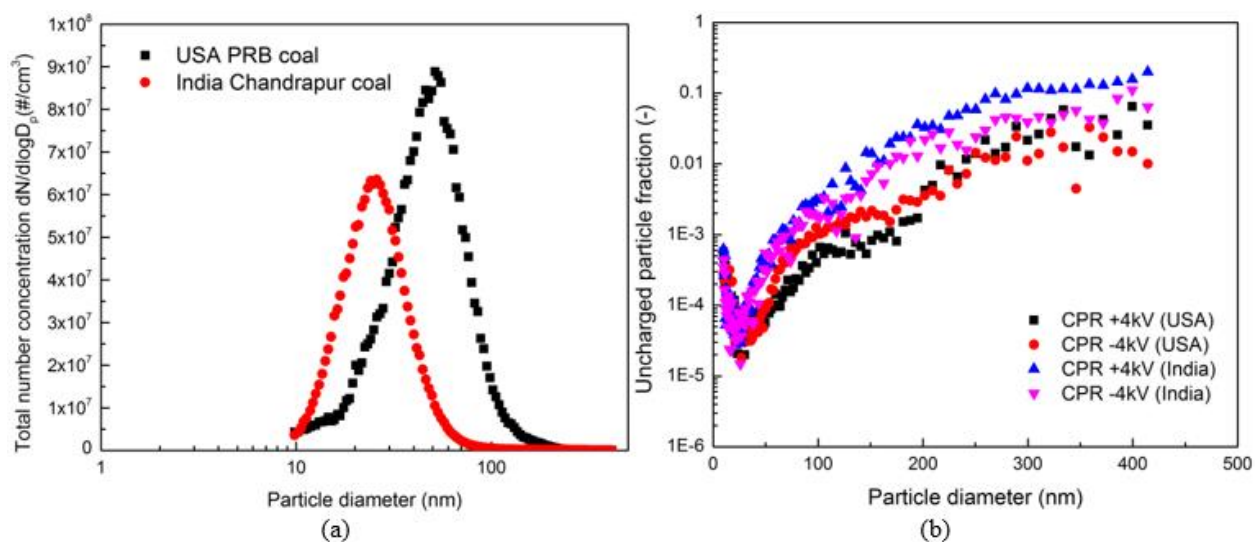 1x10⁸
9x10⁷
8x10⁷
7x10⁷
6x10⁷
5x10⁷
4x10⁷
3x10⁷
2x10⁷
1x10⁷
0
Total number concentration dN/dlogDₚ(#/cm³)
USA PRB coal
India Chandrapur coal
1 10 100
Particle diameter (nm)
(a)
1
0.1
0.01
1E-3
1E-4
1E-5
1E-6
Uncharged particle fraction (-)
CPR +4kV (USA)
CPR -4kV (USA)
CPR +4kV (India)
CPR -4kV (India)
0 100 200 300 400 500
Particle diameter (nm)
(b)